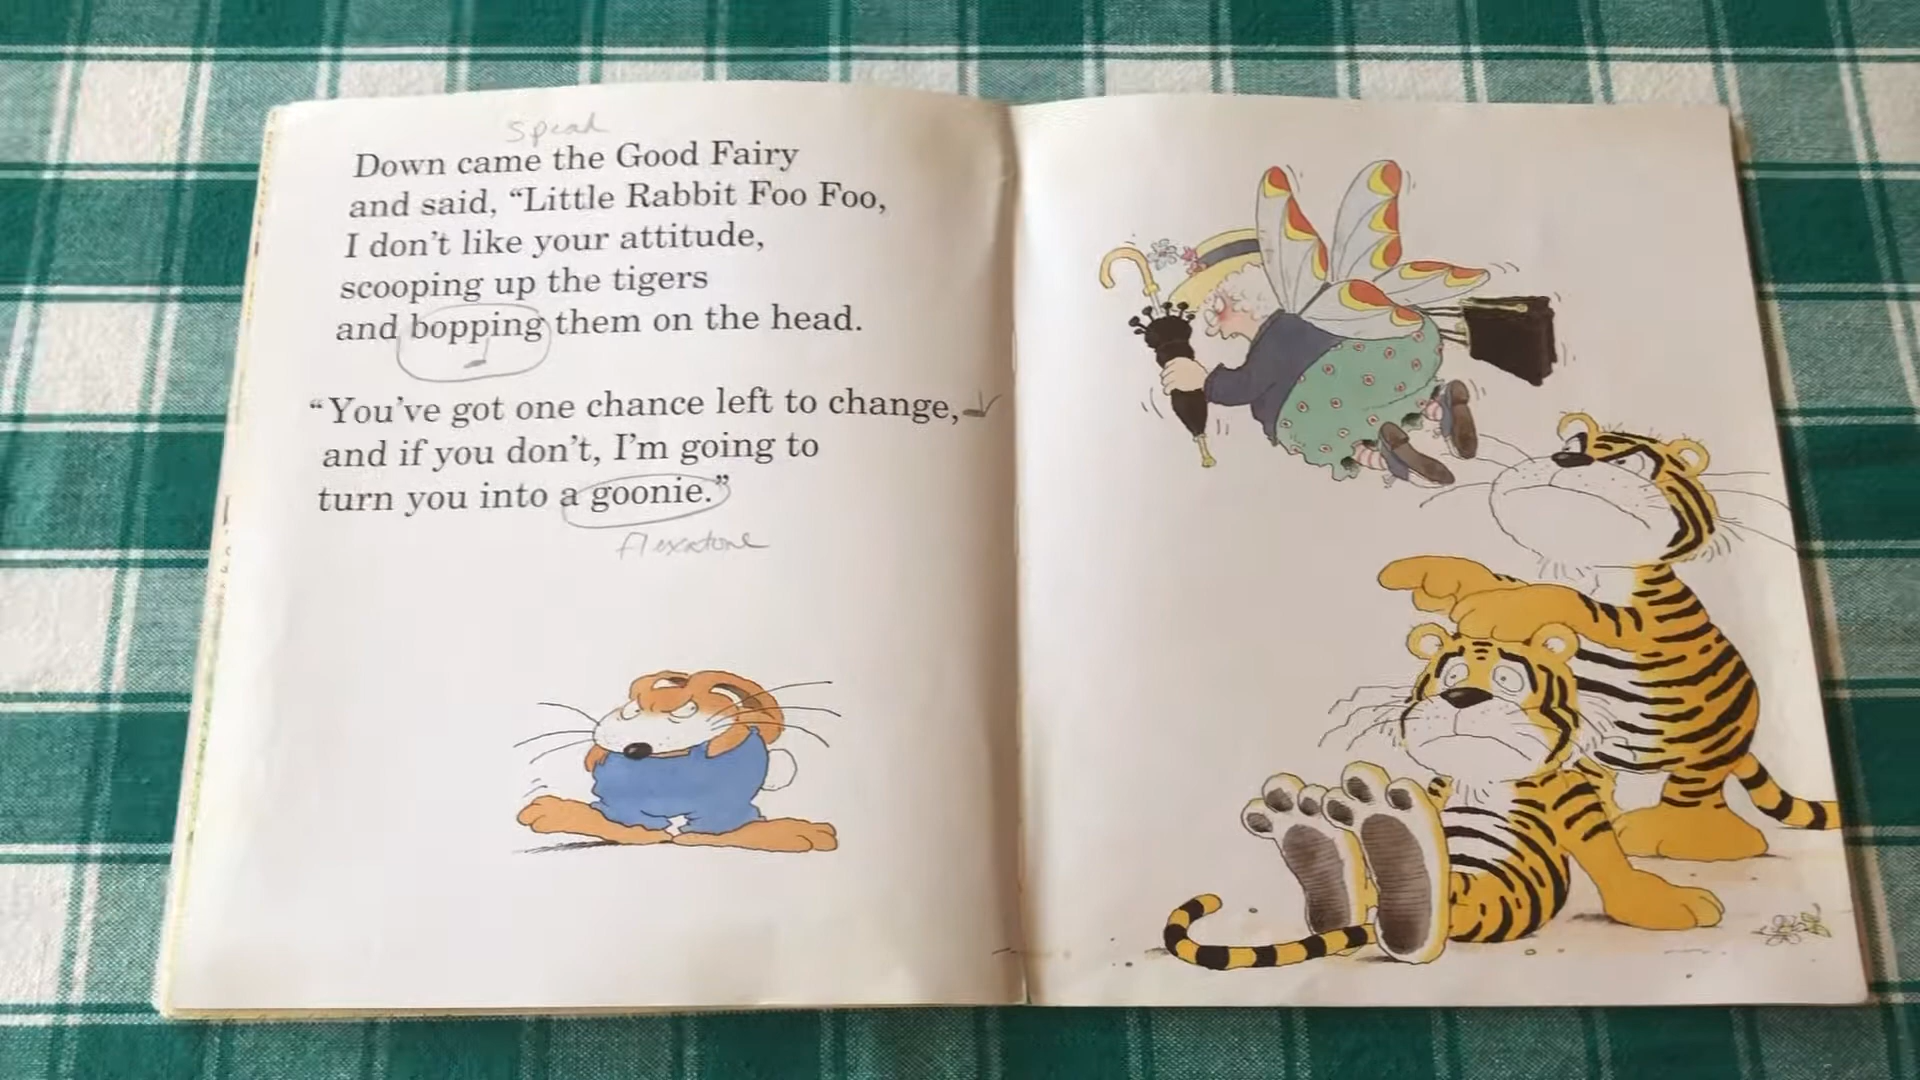 speak
Down came the Good Fairy
and said, “Little Rabbit Foo Foo,
I don’t like your attitude,
scooping up the tigers
and bopping them on the head.
“You’ve got one chance left to change,
and if you don’t, I’m going to
turn you into a goonie.”
flexatone